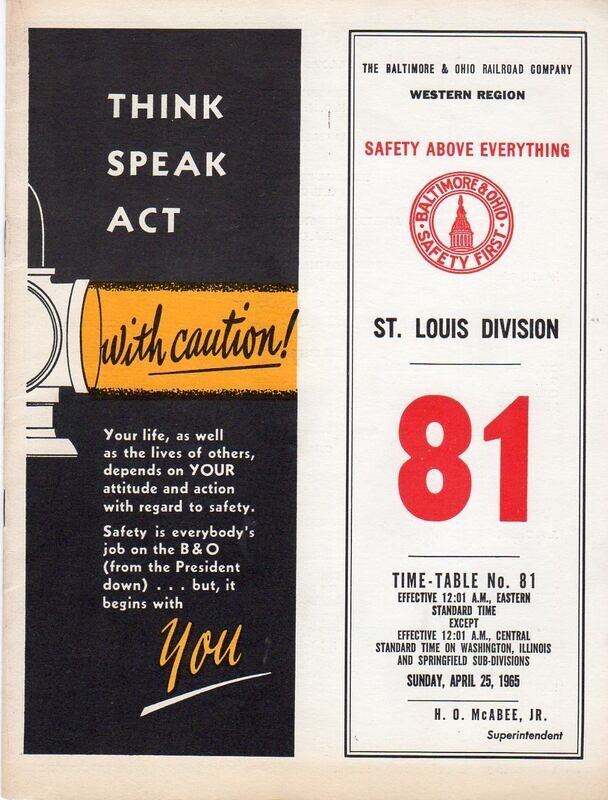 THINK
SPEAK
ACT
with caution!
Your life, as well
as the lives of others,
depends on YOUR
attitude and action
with regard to safety.
Safety is everybody's
job on the B&O
(from the President
down) . . . but, it
begins with
You
THE BALTIMORE & OHIO RAILROAD COMPANY
WESTERN REGION
SAFETY ABOVE EVERYTHING
BALTIMORE & OHIO
SAFETY FIRST
ST. LOUIS DIVISION
81
TIME-TABLE No. 81
EFFECTIVE 12:01 A.M., EASTERN
STANDARD TIME
EXCEPT
EFFECTIVE 12:01 A.M., CENTRAL
STANDARD TIME ON WASHINGTON, ILLINOIS
AND SPRINGFIELD SUB-DIVISIONS
SUNDAY, APRIL 25, 1965
H. O. McABEE, JR.
Superintendent